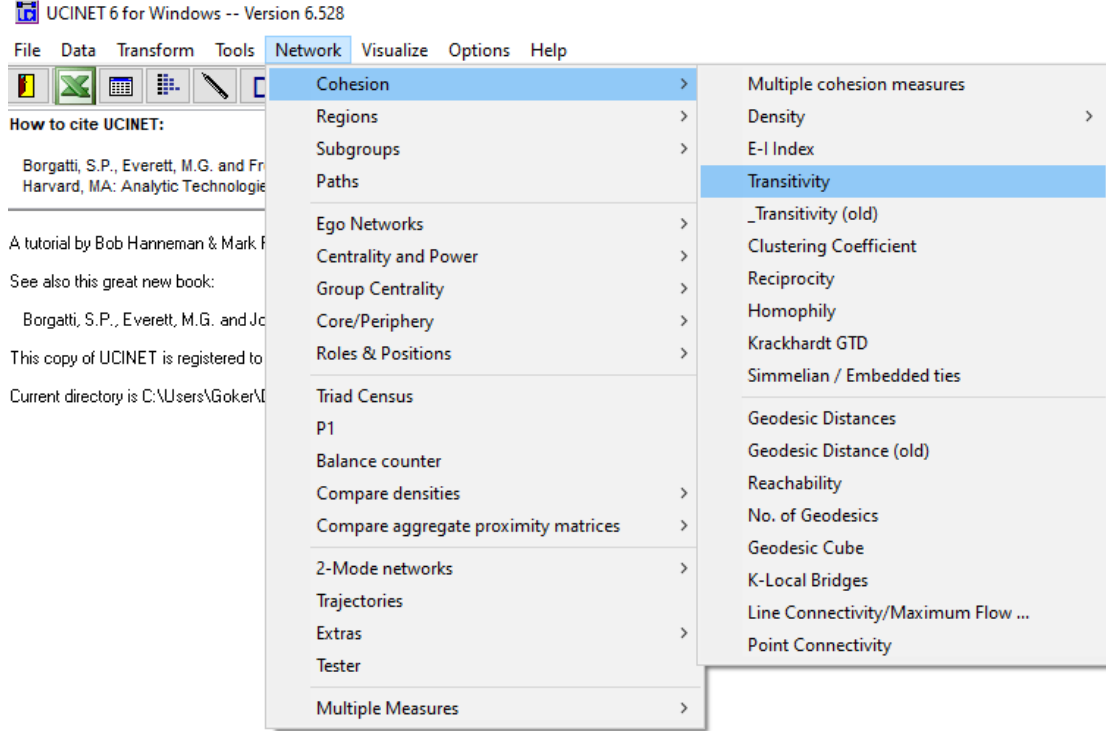 UCINET 6 for Windows -- Version 6.528
File Data Transform Tools Network Visualize Options Help
How to cite UCINET:
Borgatti, S.P., Everett, M.G. and Fr
Harvard, MA: Analytic Technologie
A tutorial by Bob Hanneman & Mark
See also this great new book:
Borgatti, S.P., Everett, M.G. and Jo
This copy of UCINET is registered to
Current directory is C:\Users\Goker\
Cohesion
Regions
Subgroups
Paths
Ego Networks
Centrality and Power
Group Centrality
Core/Periphery
Roles & Positions
Triad Census
P1
Balance counter
Compare densities
Compare aggregate proximity matrices
2-Mode networks
Trajectories
Extras
Tester
Multiple Measures
Multiple cohesion measures
Density
E-I Index
Transitivity
_Transitivity (old)
Clustering Coefficient
Reciprocity
Homophily
Krackhardt GTD
Simmelian / Embedded ties
Geodesic Distances
Geodesic Distance (old)
Reachability
No. of Geodesics
Geodesic Cube
K-Local Bridges
Line Connectivity/Maximum Flow ...
Point Connectivity